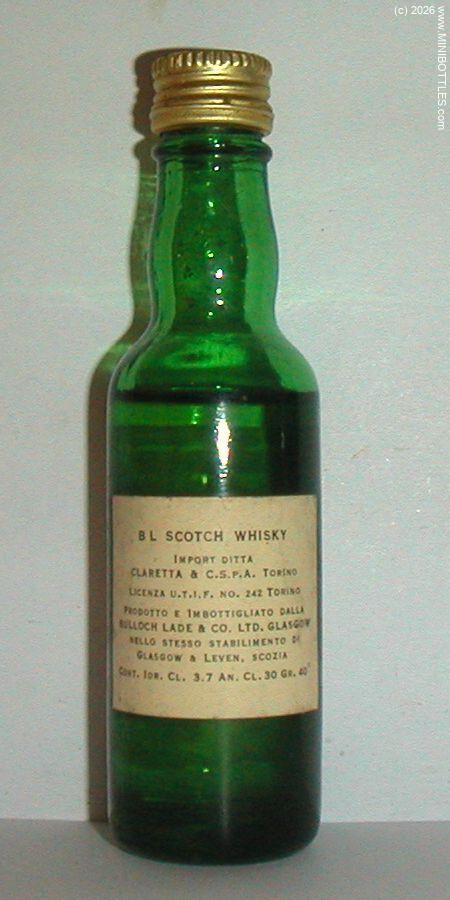 (c) 2026
www.MINIBOTTLES.com
BL SCOTCH WHISKY
IMPORT DITTA
CLARETTA & C.S.P.A. TORINO
LICENZA U.T.I.F. NO. 242 TORINO
PRODOTTO E IMBOTTIGLIATO DALLA
BULLOCH LADE & CO. LTD. GLASGOW
NELLO STESSO STABILIMENTO DI
GLASGOW & LEVEN, SCOZIA
CONT. IDR. CL. 3.7 AN. CL. 30 GR. 40°